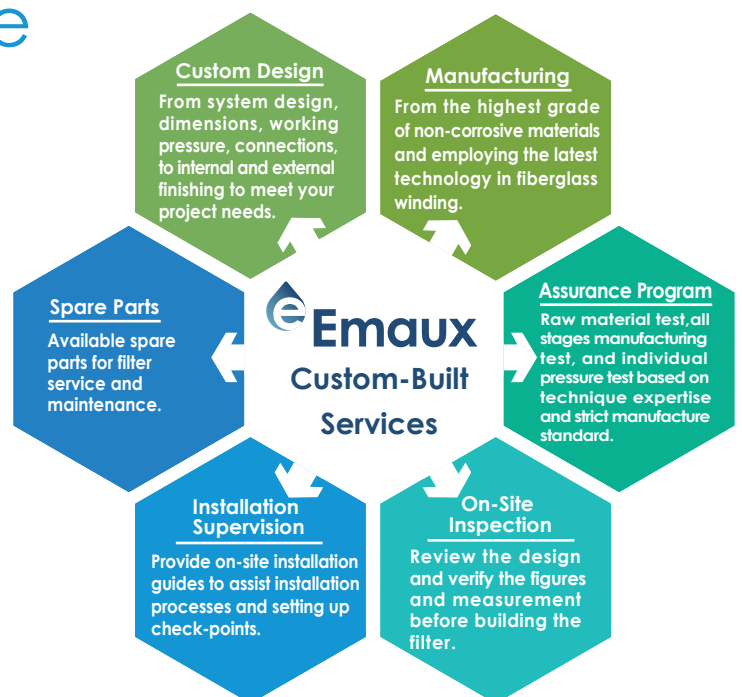 e
Custom Design
From system design,
dimensions, working
pressure, connections,
to internal and external
finishing to meet your
project needs.
Manufacturing
From the highest grade
of non-corrosive materials
and employing the latest
technology in fiberglass
winding.
Spare Parts
Available spare
parts for filter
service and
maintenance.
e Emaux
Custom-Built
Services
Assurance Program
Raw material test,all
stages manufacturing
test, and individual
pressure test based on
technique expertise
and strict manufacture
standard.
Installation
Supervision
Provide on-site installation
guides to assist installation
processes and setting up
check-points.
On-Site
Inspection
Review the design
and verify the figures
and measurement
before building the
filter.